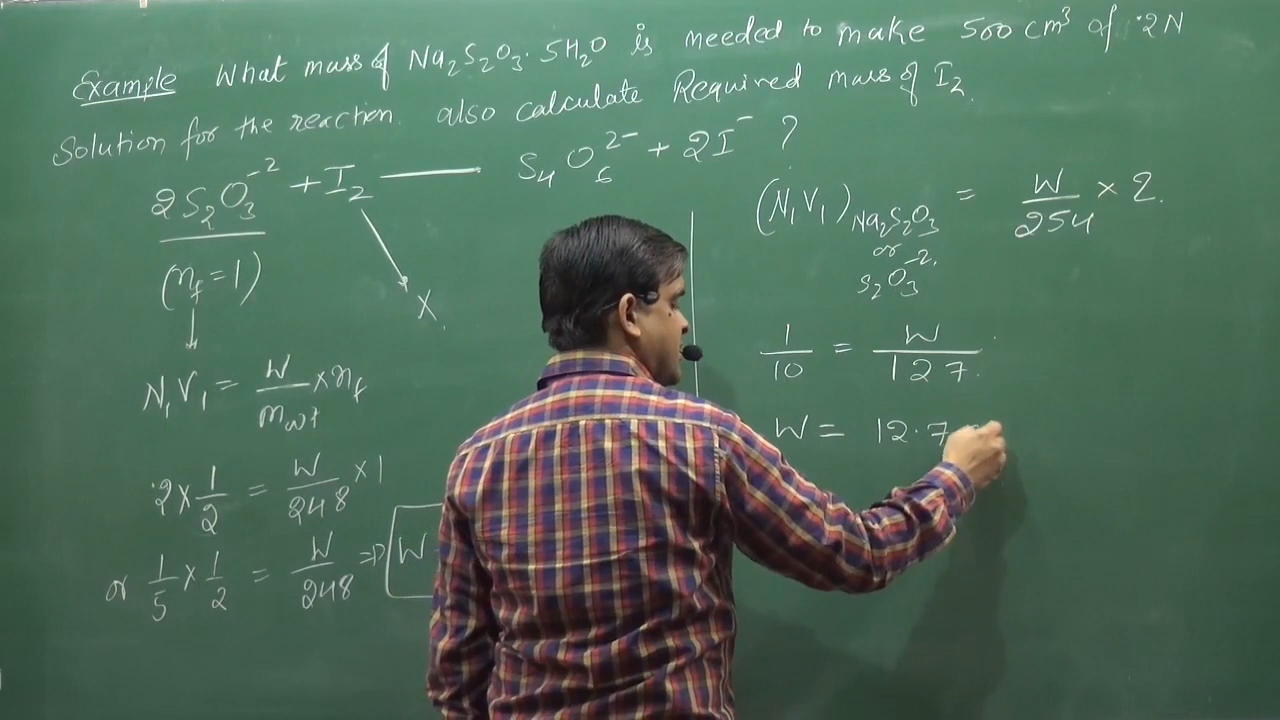 Example What mass of Na2S2O3·5H2O is needed to make 500 cm³ of ·2N
Solution for the reaction. also calculate Required mass of I2.
2S2O3⁻² + I2 —— S4O6²⁻ + 2I⁻ ?
(nf = 1)
X
N1V1 = W/mwt × nf
·2 × 1/2 = W/248 × 1
or 1/5 × 1/2 = W/248 ⇒ W
(N1V1) Na2S2O3 = W/254 × 2.
or
S2O3⁻².
1/10 = W/127.
W = 12.7